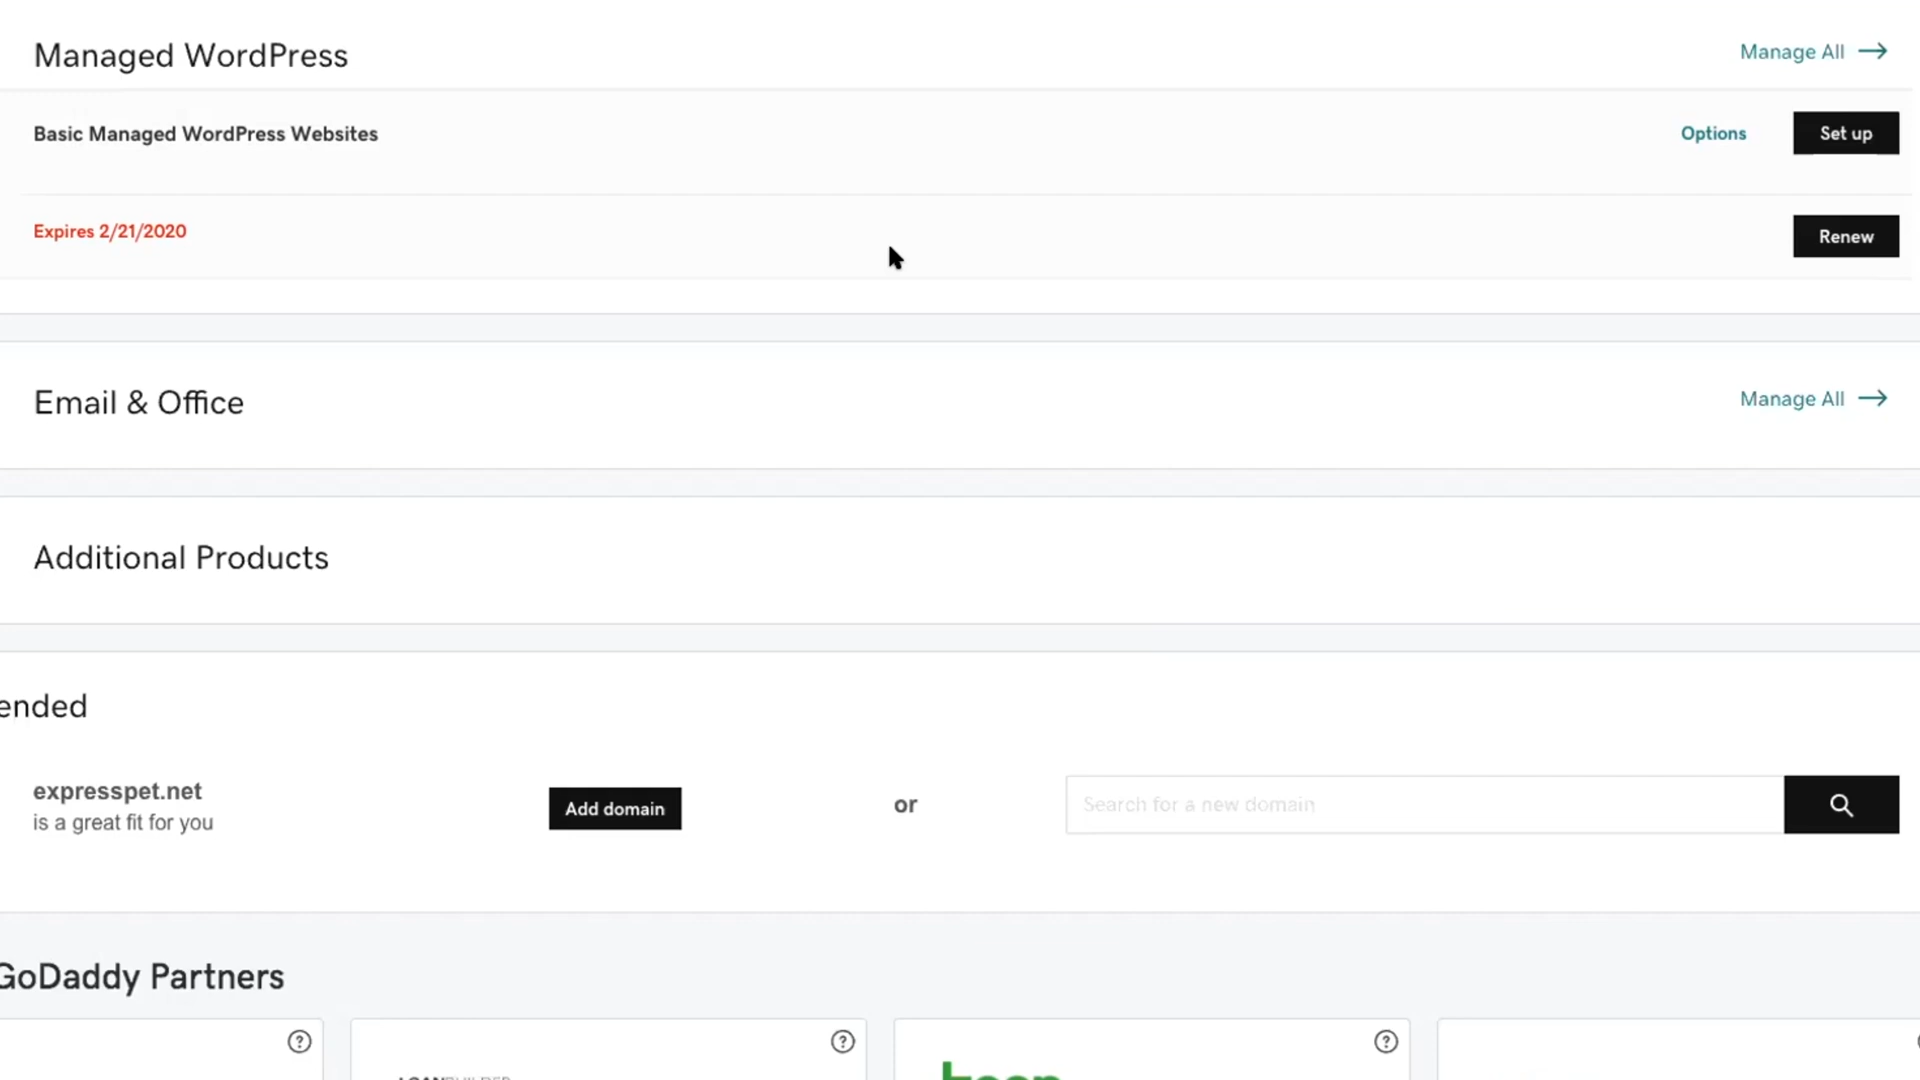 Managed WordPress
Manage All
Basic Managed WordPress Websites
Options
Set up
Expires 2/21/2020
Renew
Email & Office
Manage All
Additional Products
ended
expresspet.net
is a great fit for you
Add domain
or
Search for a new domain
GoDaddy Partners
?
?
?